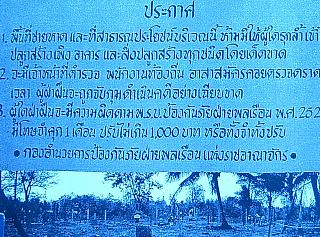 ประกาศ
1. พื้นที่ชายหาด และที่สาธารณประโยชน์บริเวณนี้ ห้ามมิให้ผู้ใดรุกล้ำเข้า
ปลูกสร้างเพิง อาคาร และสิ่งปลูกสร้างทุกชนิดโดยเด็ดขาด
2. จะมีเจ้าหน้าที่ตำรวจ พนักงานท้องถิ่น อาสาสมัครคอยตรวจตรา
เวลา ผู้ฝ่าฝืนจะถูกจับกุมดำเนินคดีอย่างเฉียบขาด
3. ผู้ใดฝ่าฝืนจะมีความผิดตาม พ.ร.บ. ป้องกันภัยฝ่ายพลเรือน พ.ศ. 252
มีโทษจำคุก 1 เดือน ปรับไม่เกิน 1,000 บาท หรือทั้งจำทั้งปรับ
• กองอำนวยการป้องกันภัยฝ่ายพลเรือน แห่งราชอาณาจักร •